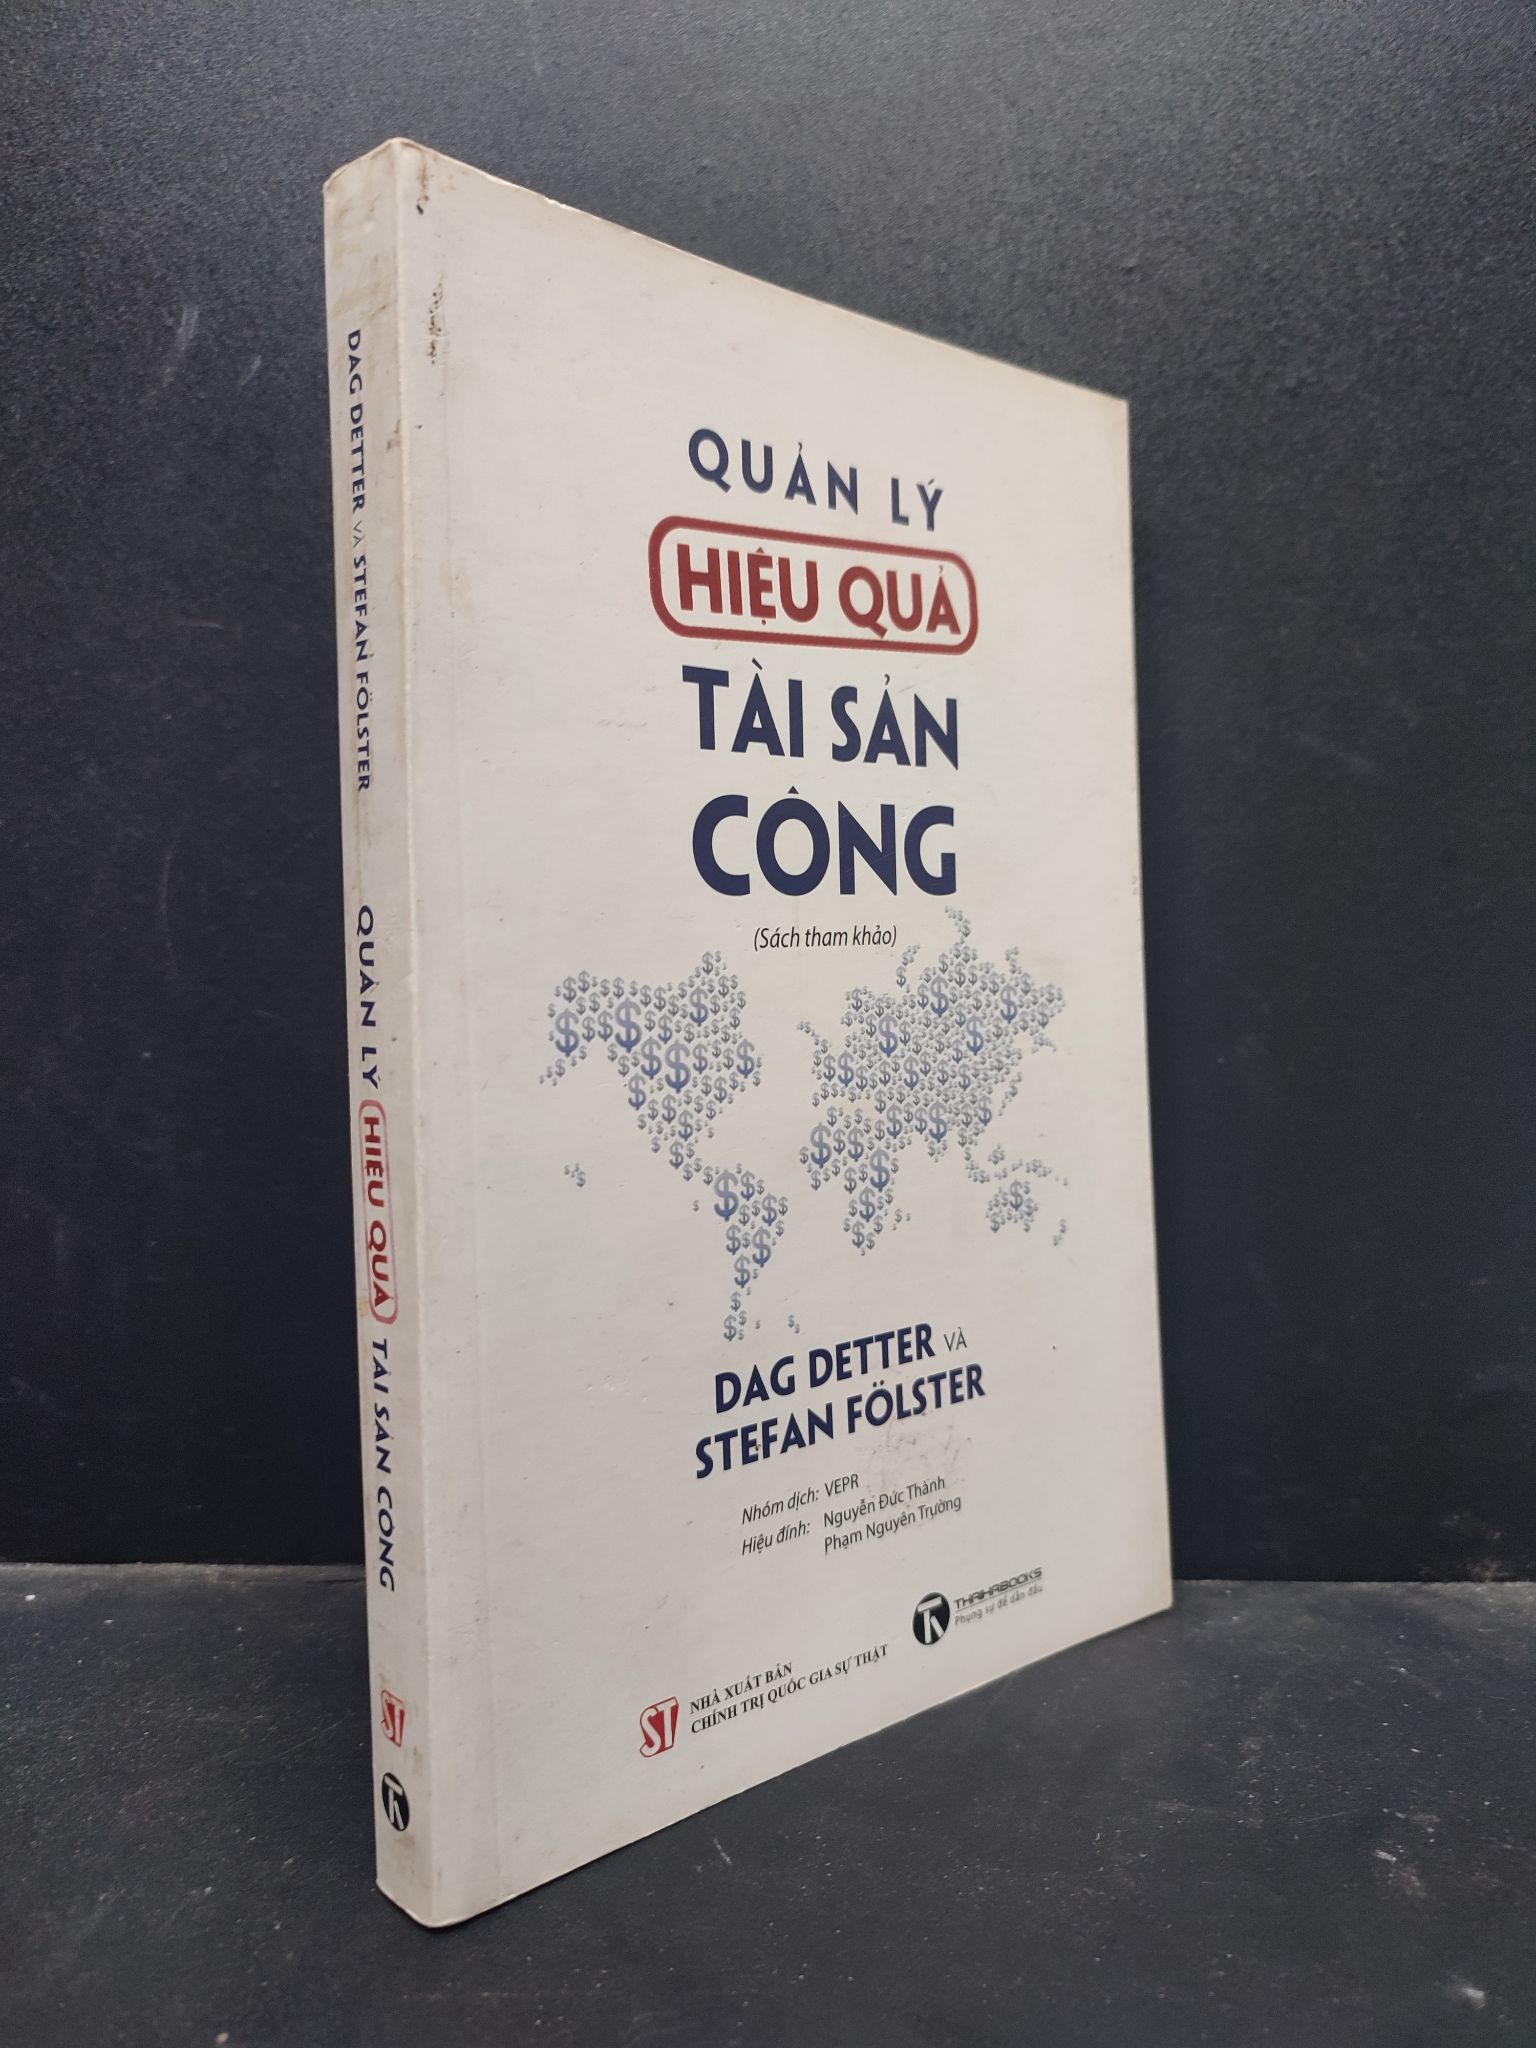 DAG DETTER VÀ STEFAN FÖLSTER QUẢN LÝ HIỆU QUẢ TÀI SẢN CÔNG
ST
QUẢN LÝ
HIỆU QUẢ
TÀI SẢN
CÔNG
(Sách tham khảo)
DAG DETTER VÀ
STEFAN FÖLSTER
Nhóm dịch: VEPR
Hiệu đính: Nguyễn Đức Thành
Phạm Nguyên Trường
THAIHABOOKS
Phụng sự để dẫn đầu
ST
NHÀ XUẤT BẢN
CHÍNH TRỊ QUỐC GIA SỰ THẬT